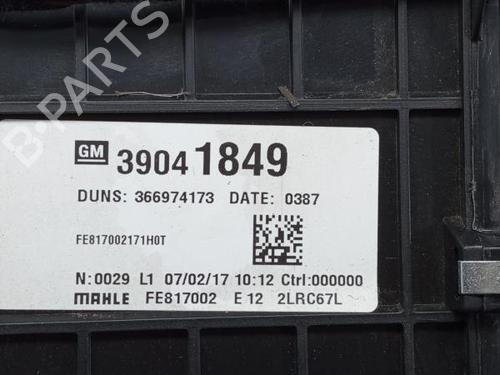 B-PARTS
GM 39041849
DUNS: 366974173 DATE: 0387
FE817002171H0T
N:0029 L1 07/02/17 10:12 Ctrl:000000
MAHLE FE817002 E 12 2LRC67L